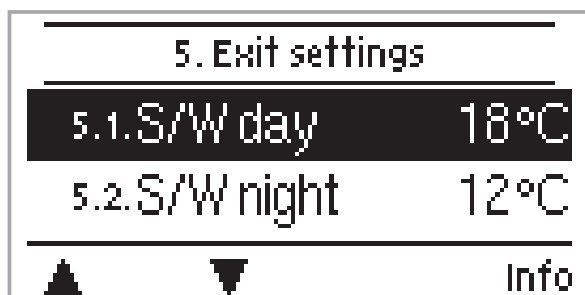 5. Exit settings
5.1. S/W day 18°C
5.2. S/W night 12°C
Info